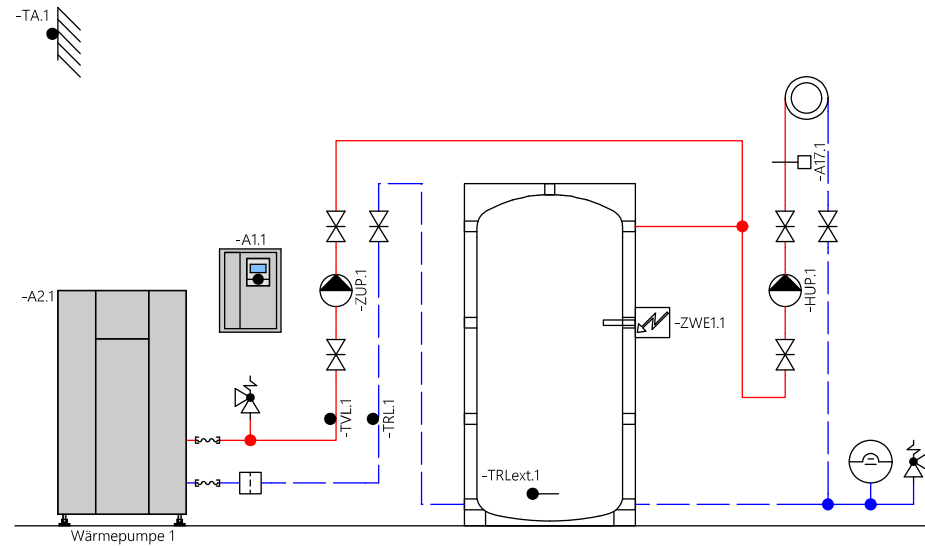 -TA.1
-A17.1
-A1.1
-A2.1
-ZUP.1
-HUP.1
-ZWE1.1
-TVL.1
-TRL.1
-TRLext.1
Wärmepumpe 1